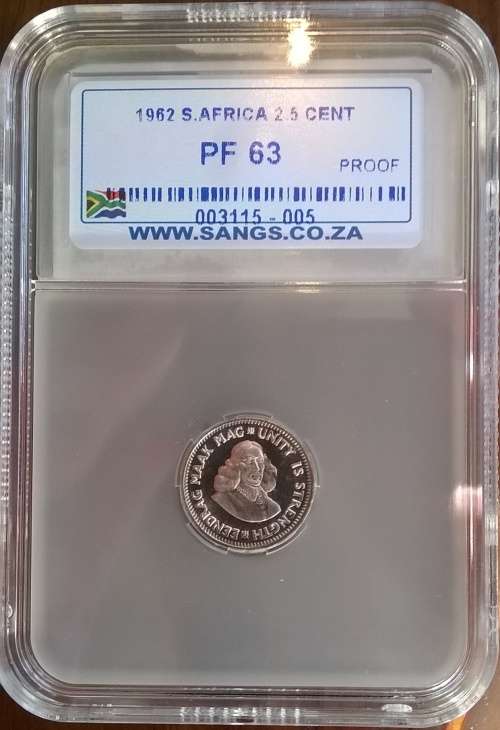 1962 S.AFRICA 2.5 CENT
PF 63
PROOF
003115 - 005
WWW.SANGS.CO.ZA
EENDRAG MAAK MAG UNITY IS STRENGTH